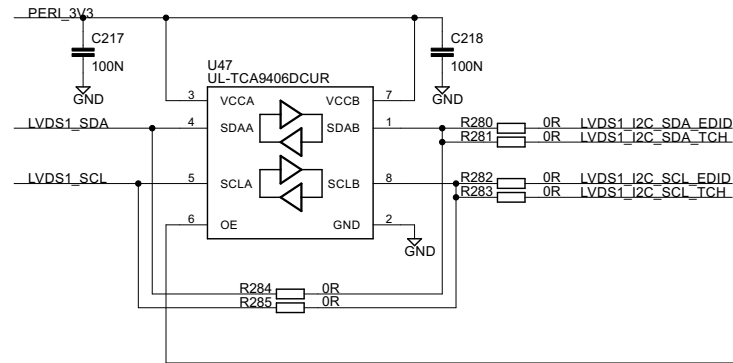 PERI_3V3
C217
100N
GND
C218
100N
GND
U47
UL-TCA9406DCUR
3 VCCA VCCB 7
LVDS1_SDA 4 SDAA SDAB 1 R280 0R LVDS1_I2C_SDA_EDID
R281 0R LVDS1_I2C_SDA_TCH
LVDS1_SCL 5 SCLA SCLB 8 R282 0R LVDS1_I2C_SCL_EDID
R283 0R LVDS1_I2C_SCL_TCH
6 OE GND 2
GND
R284 0R
R285 0R